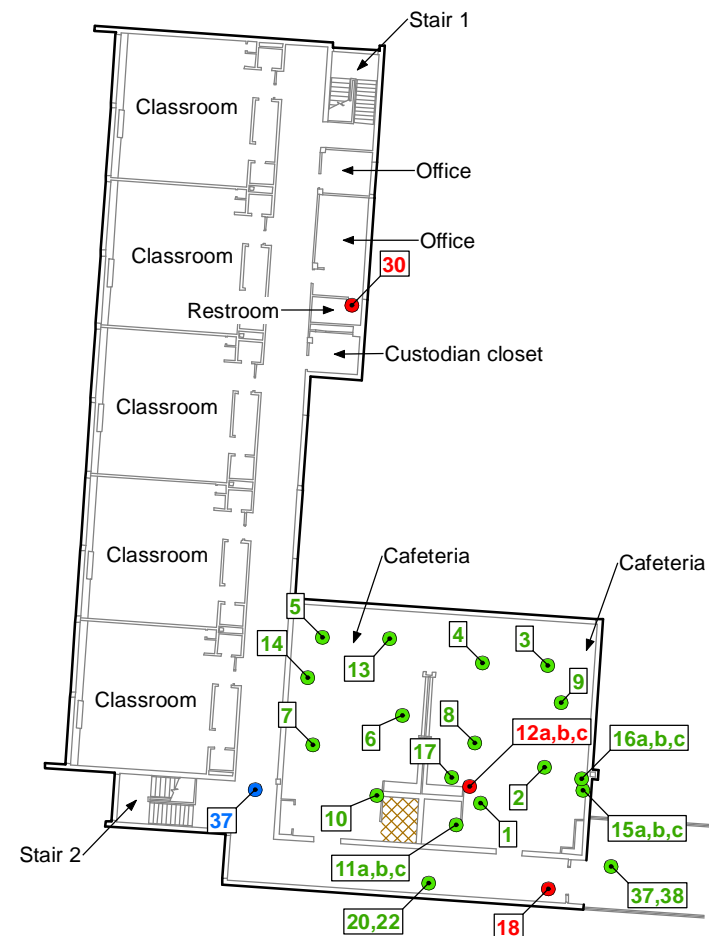 Stair 1
Classroom
Office
Classroom
Office
30
Restroom
Custodian closet
Classroom
Classroom
Cafeteria
Cafeteria
5
14
13
4
3
9
Classroom
7
6
8
12a,b,c
16a,b,c
17
2
37
10
1
15a,b,c
Stair 2
11a,b,c
20,22
18
37,38